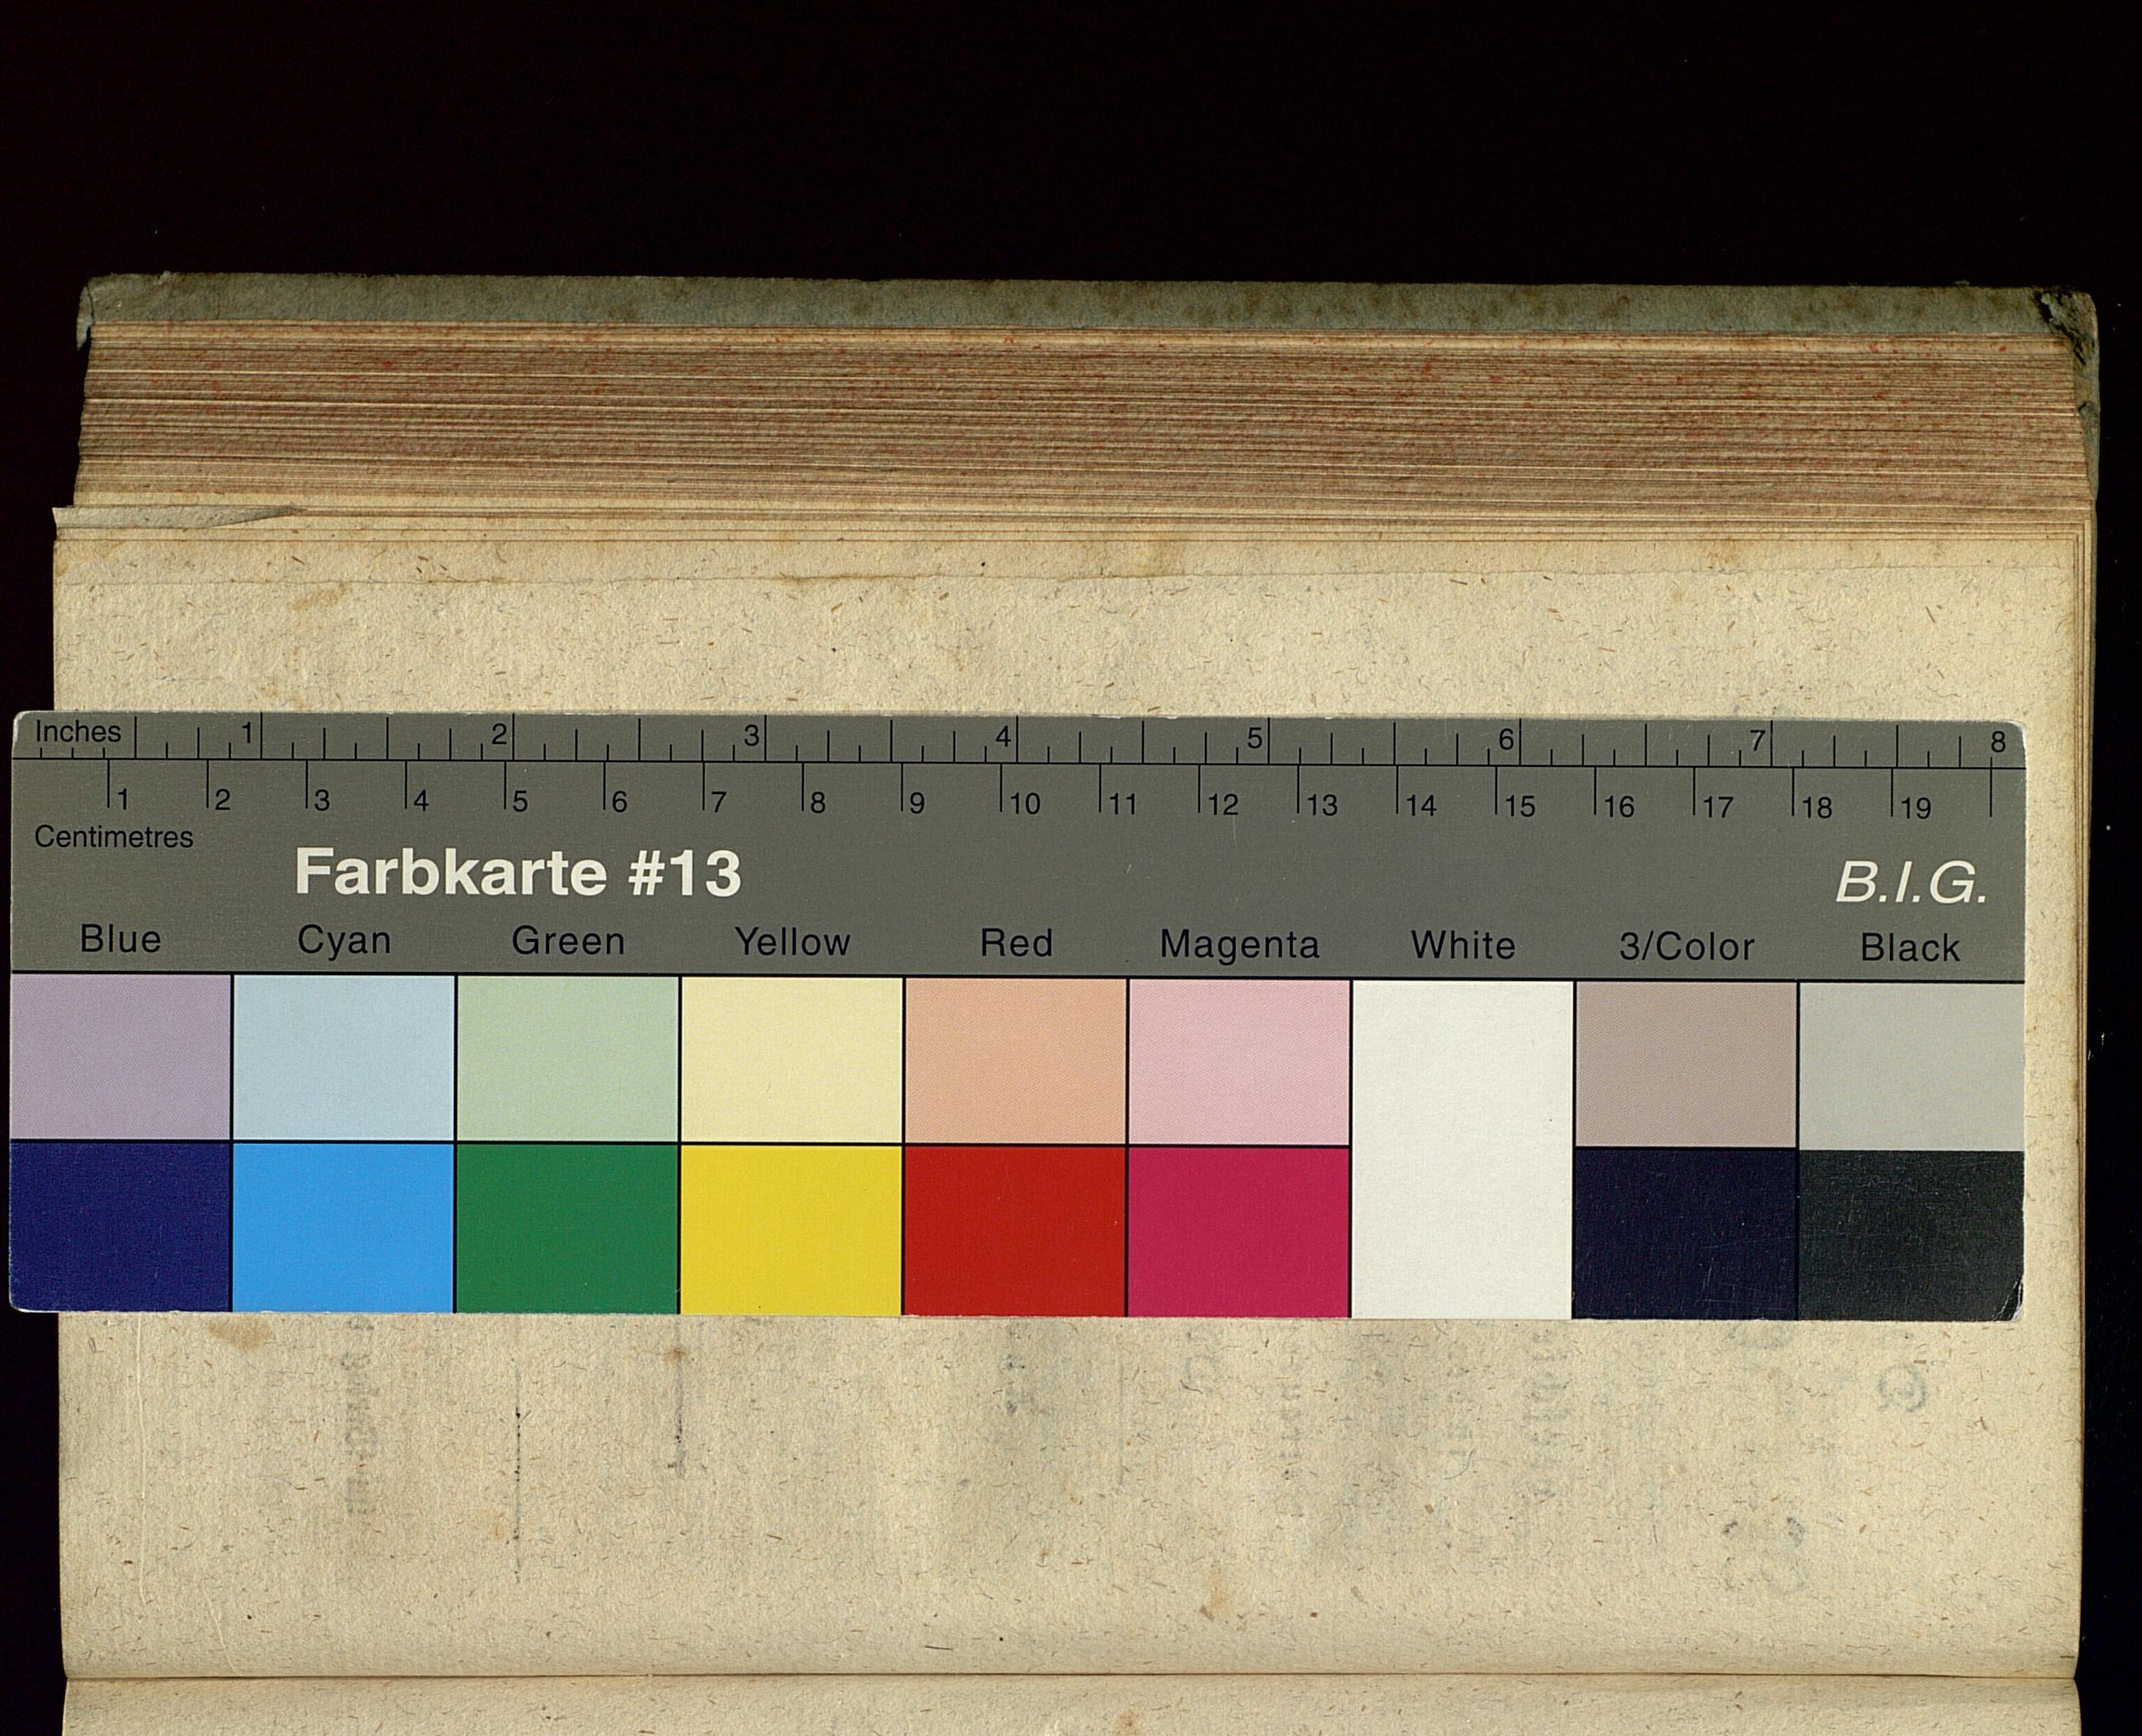 Inches 1 2 3 4 5 6 7 8
1 2 3 4 5 6 7 8 9 10 11 12 13 14 15 16 17 18 19
Centimetres
Farbkarte #13
B.I.G.
Blue Cyan Green Yellow Red Magenta White 3/Color Black